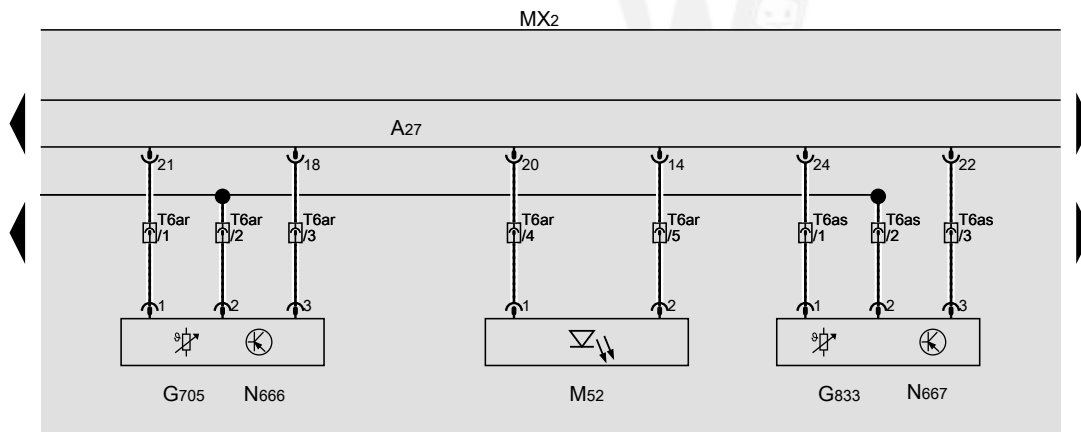 MX2
A27
21 18 20 14 24 22
T6ar T6ar T6ar T6ar T6ar T6as T6as T6as
/1 /2 /3 /4 /5 /1 /2 /3
1 2 3 1 2 1 2 3
ϑ ϑ
G705 N666 M52 G833 N667